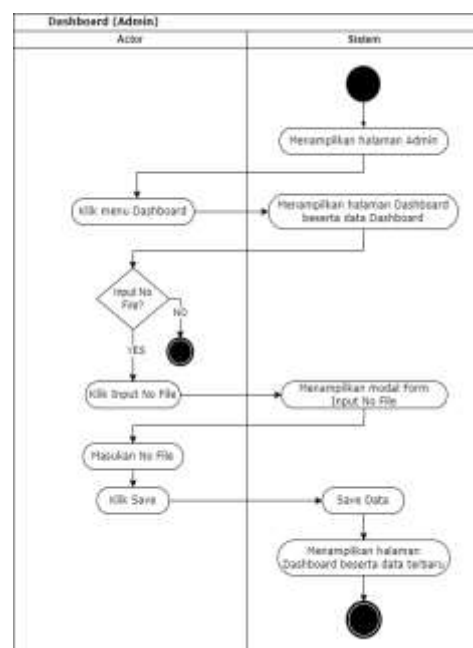 Dashboard (Admin)
Actor
Sistem
Menampilkan halaman Admin
Klik menu Dashboard
Menampilkan halaman Dashboard
beserta data Dashboard
Input No
File?
NO
YES
Klik Input No File
Menampilkan modal Form
Input No File
Masukan No File
Klik Save
Save Data
Menampilkan halaman
Dashboard beserta data terbaru